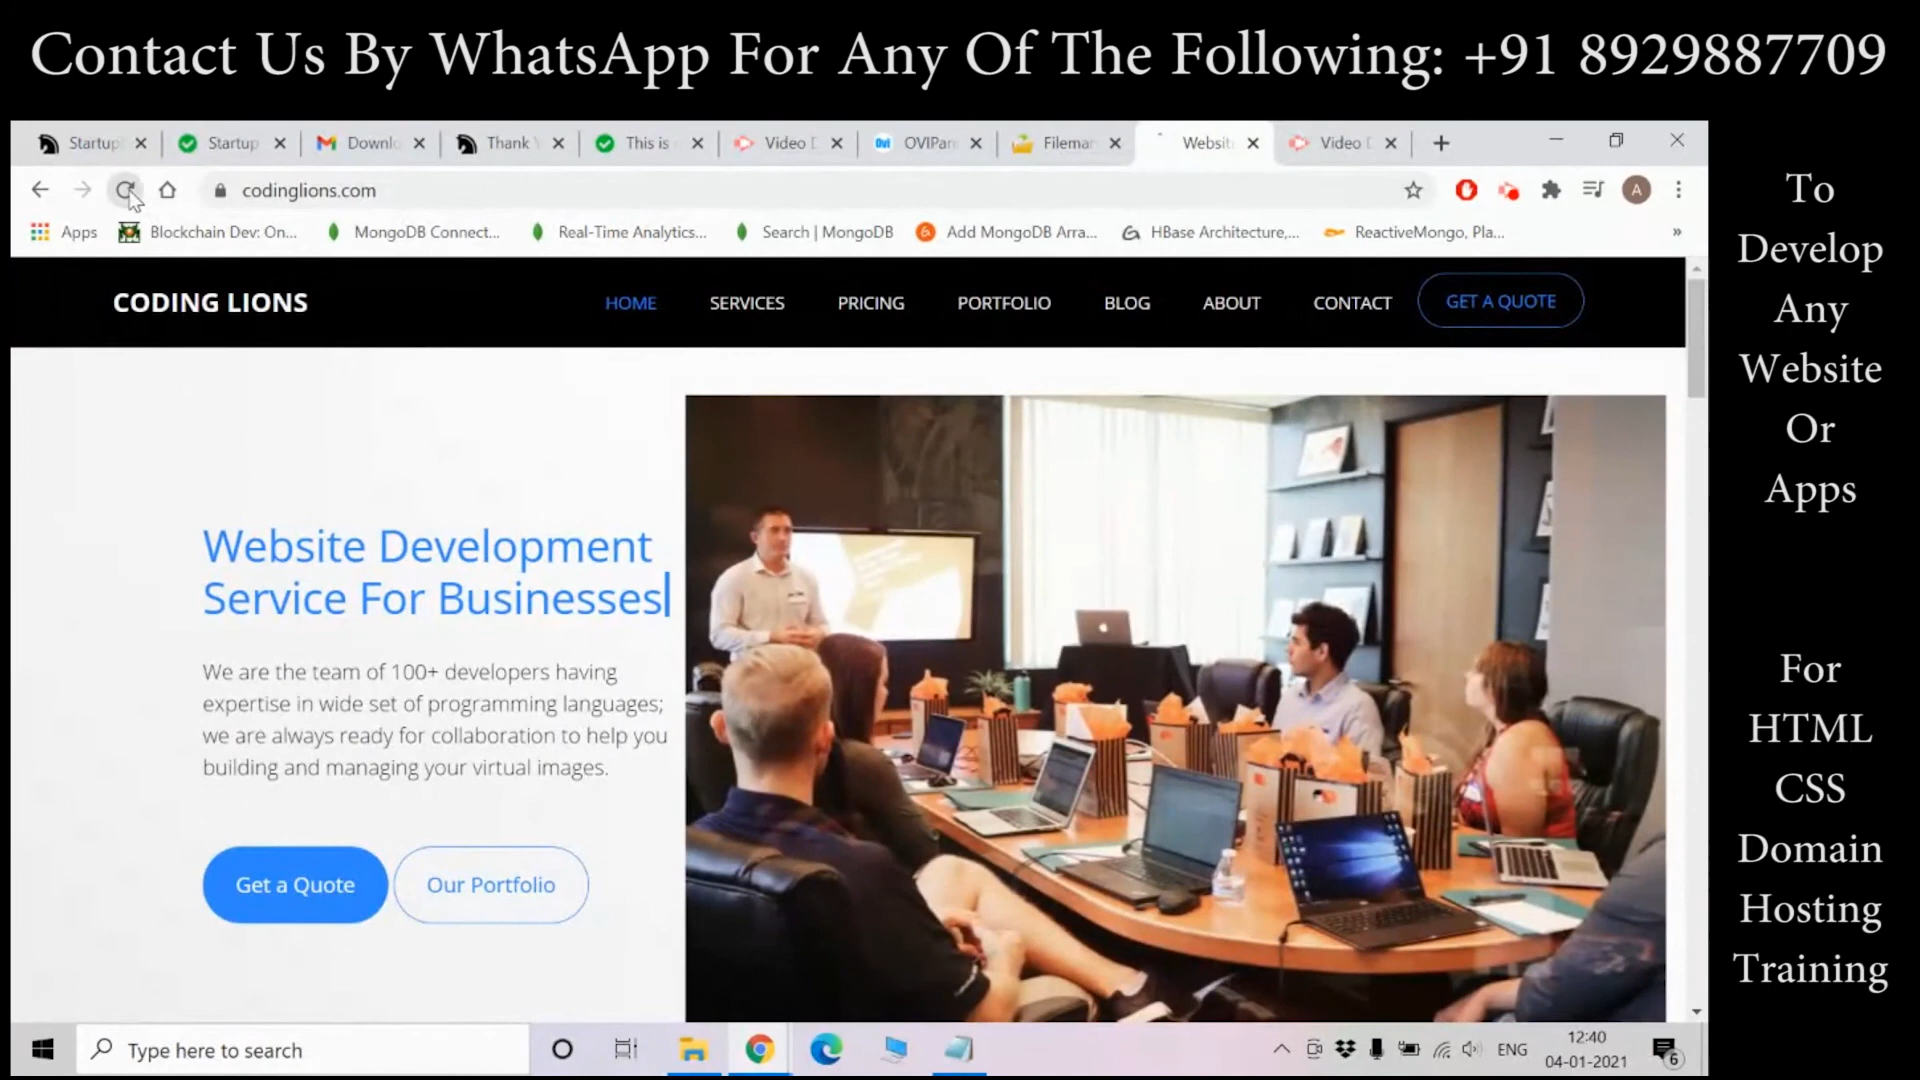 Contact Us By WhatsApp For Any Of The Following: +91 8929887709
Startup
Startup
Downlo
Thank Y
This is
Video D
OVIPan
Fileman
Websit
Video D
codinglions.com
A
Apps
Blockchain Dev: On...
MongoDB Connect...
Real-Time Analytics...
Search | MongoDB
Add MongoDB Arra...
HBase Architecture,...
ReactiveMongo, Pla...
»
CODING LIONS
HOME
SERVICES
PRICING
PORTFOLIO
BLOG
ABOUT
CONTACT
GET A QUOTE
Website Development
Service For Businesses
We are the team of 100+ developers having
expertise in wide set of programming languages;
we are always ready for collaboration to help you
building and managing your virtual images.
Get a Quote
Our Portfolio
To
Develop
Any
Website
Or
Apps
For
HTML
CSS
Domain
Hosting
Training
Type here to search
ENG
12:40
04-01-2021
6